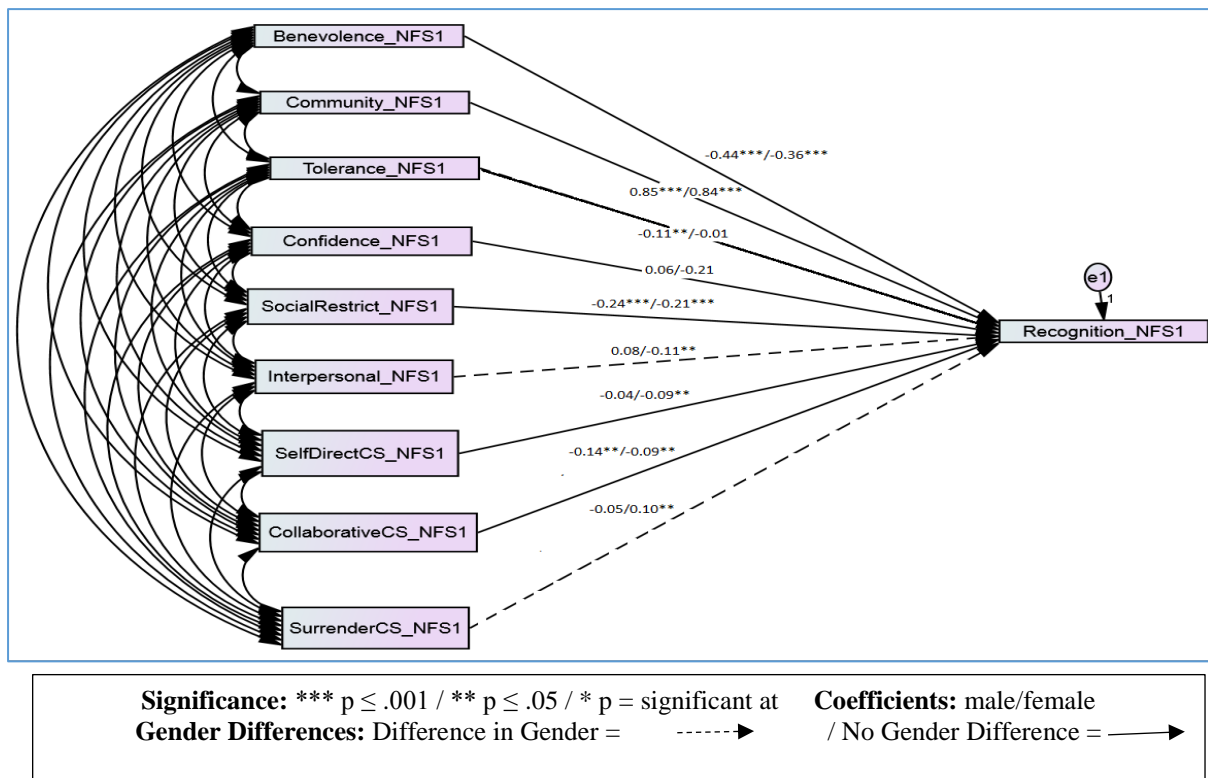 Benevolence_NFS1
Community_NFS1
-0.44***/-0.36***
Tolerance_NFS1
0.85***/0.84***
-0.11**/-0.01
Confidence_NFS1
0.06/-0.21
e1
1
SocialRestrict_NFS1
-0.24***/-0.21***
Recognition_NFS1
Interpersonal_NFS1
0.08/-0.11**
-0.04/-0.09**
SelfDirectCS_NFS1
-0.14**/-0.09**
CollaborativeCS_NFS1
-0.05/0.10**
SurrenderCS_NFS1
Significance: *** p ≤ .001 / ** p ≤ .05 / * p = significant at Coefficients: male/female
Gender Differences: Difference in Gender = / No Gender Difference =